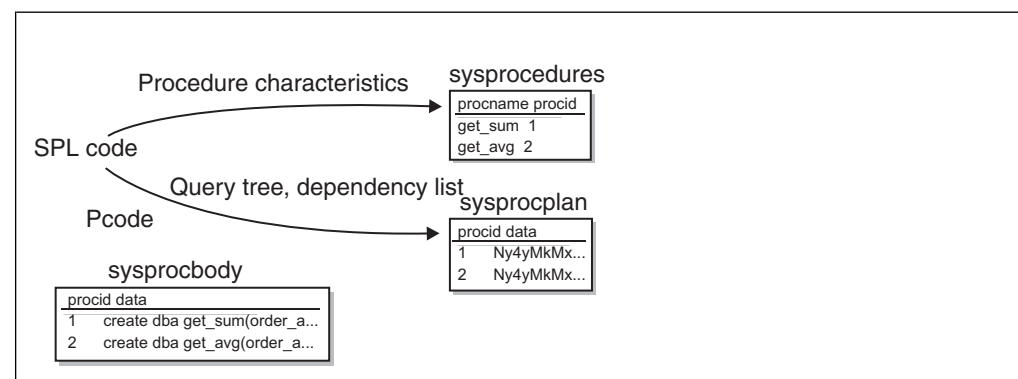 Procedure characteristics
sysprocedures
procname procid
get_sum 1
get_avg 2
SPL code
Query tree, dependency list
sysprocplan
Pcode
procid data
1 Ny4yMkMx...
2 Ny4yMkMx...
sysprocbody
procid data
1 create dba get_sum(order_a...
2 create dba get_avg(order_a...